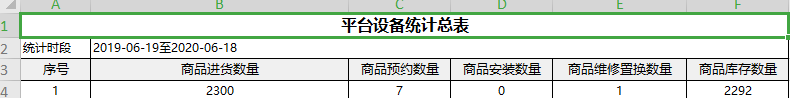 A B C D E F
1 平台设备统计总表
2 统计时段 2019-06-19至2020-06-18
3 序号 商品进货数量 商品预约数量 商品安装数量 商品维修置换数量 商品库存数量
4 1 2300 7 0 1 2292